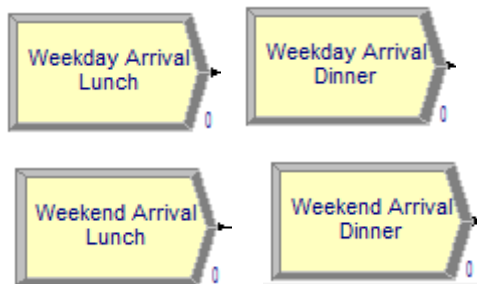 Weekday Arrival
Lunch
0
Weekday Arrival
Dinner
0
Weekend Arrival
Lunch
0
Weekend Arrival
Dinner
0